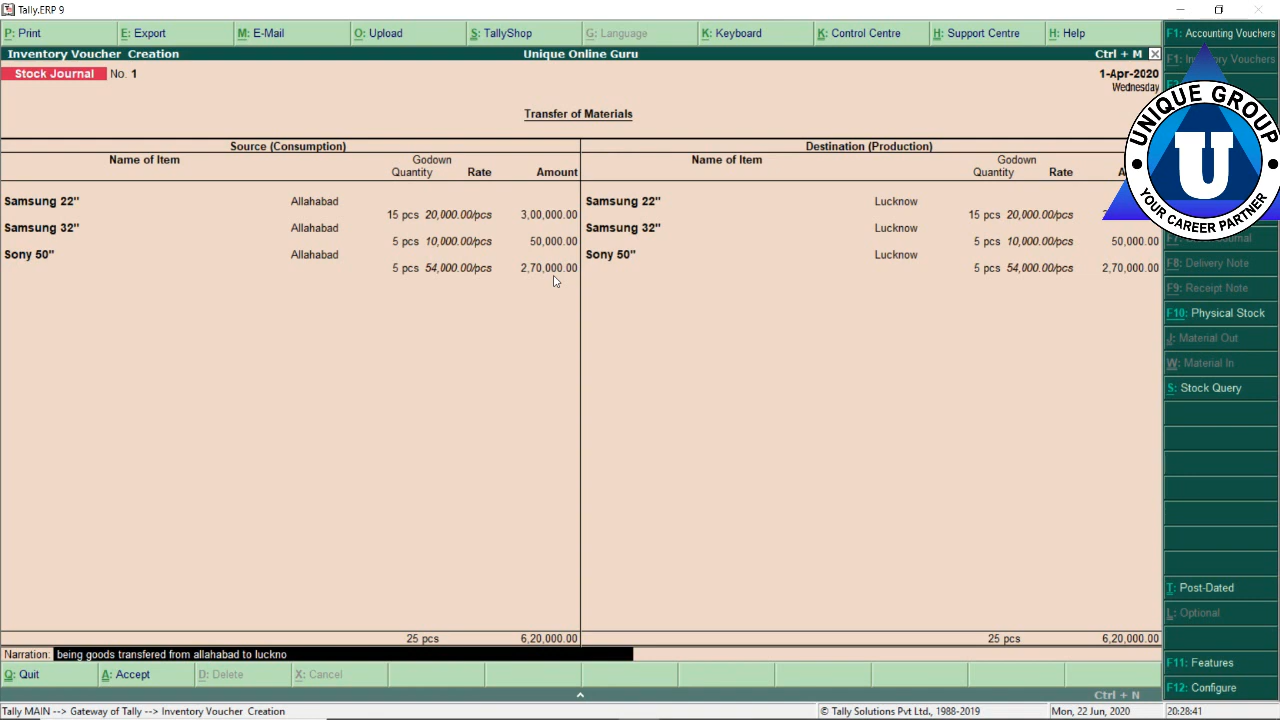 Tally.ERP 9
P: Print E: Export M: E-Mail O: Upload S: TallyShop G: Language K: Keyboard K: Control Centre H: Support Centre H: Help F1: Accounting Vouchers
Inventory Voucher Creation Unique Online Guru Ctrl + M
Stock Journal No. 1 1-Apr-2020
Wednesday
Transfer of Materials
UNIQUE GROUP
U
YOUR CAREER PARTNER
Source (Consumption) Destination (Production)
Name of Item Godown Name of Item Godown
Quantity Rate Amount Quantity Rate
Samsung 22" Allahabad Samsung 22" Lucknow
15 pcs 20,000.00/pcs 3,00,000.00 15 pcs 20,000.00/pcs
Samsung 32" Allahabad Samsung 32" Lucknow
5 pcs 10,000.00/pcs 50,000.00 5 pcs 10,000.00/pcs 50,000.00
Sony 50" Allahabad Sony 50" Lucknow
5 pcs 54,000.00/pcs 2,70,000.00 5 pcs 54,000.00/pcs 2,70,000.00
F8: Delivery Note
F9: Receipt Note
F10: Physical Stock
J: Material Out
W: Material In
S: Stock Query
T: Post-Dated
L: Optional
25 pcs 6,20,000.00 25 pcs 6,20,000.00
Narration: being goods transfered from allahabad to luckno
F11: Features
Q: Quit A: Accept D: Delete X: Cancel
F12: Configure
Ctrl + N
Tally MAIN --> Gateway of Tally --> Inventory Voucher Creation © Tally Solutions Pvt Ltd., 1988-2019 Mon, 22 Jun, 2020 20:28:41